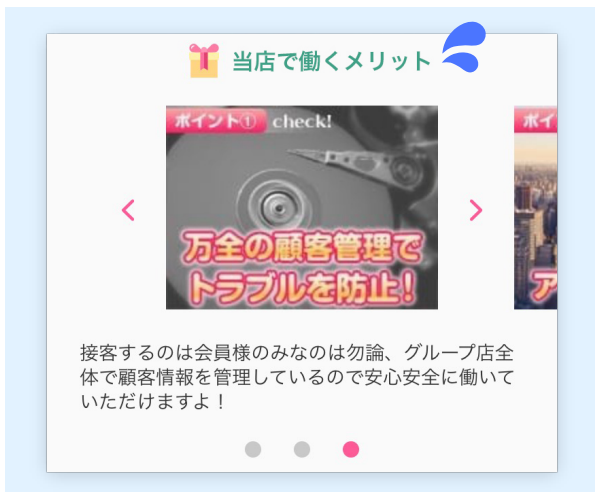 当店で働くメリット
ポイント① check!
ポイ
万全の顧客管理で
トラブルを防止!
ア
接客するのは会員様のみなのは勿論、グループ店全
体で顧客情報を管理しているので安心安全に働いて
いただけますよ!